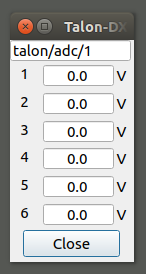 Talon-DX
talon/adc/1
1 0.0 V
2 0.0 V
3 0.0 V
4 0.0 V
5 0.0 V
6 0.0 V
Close